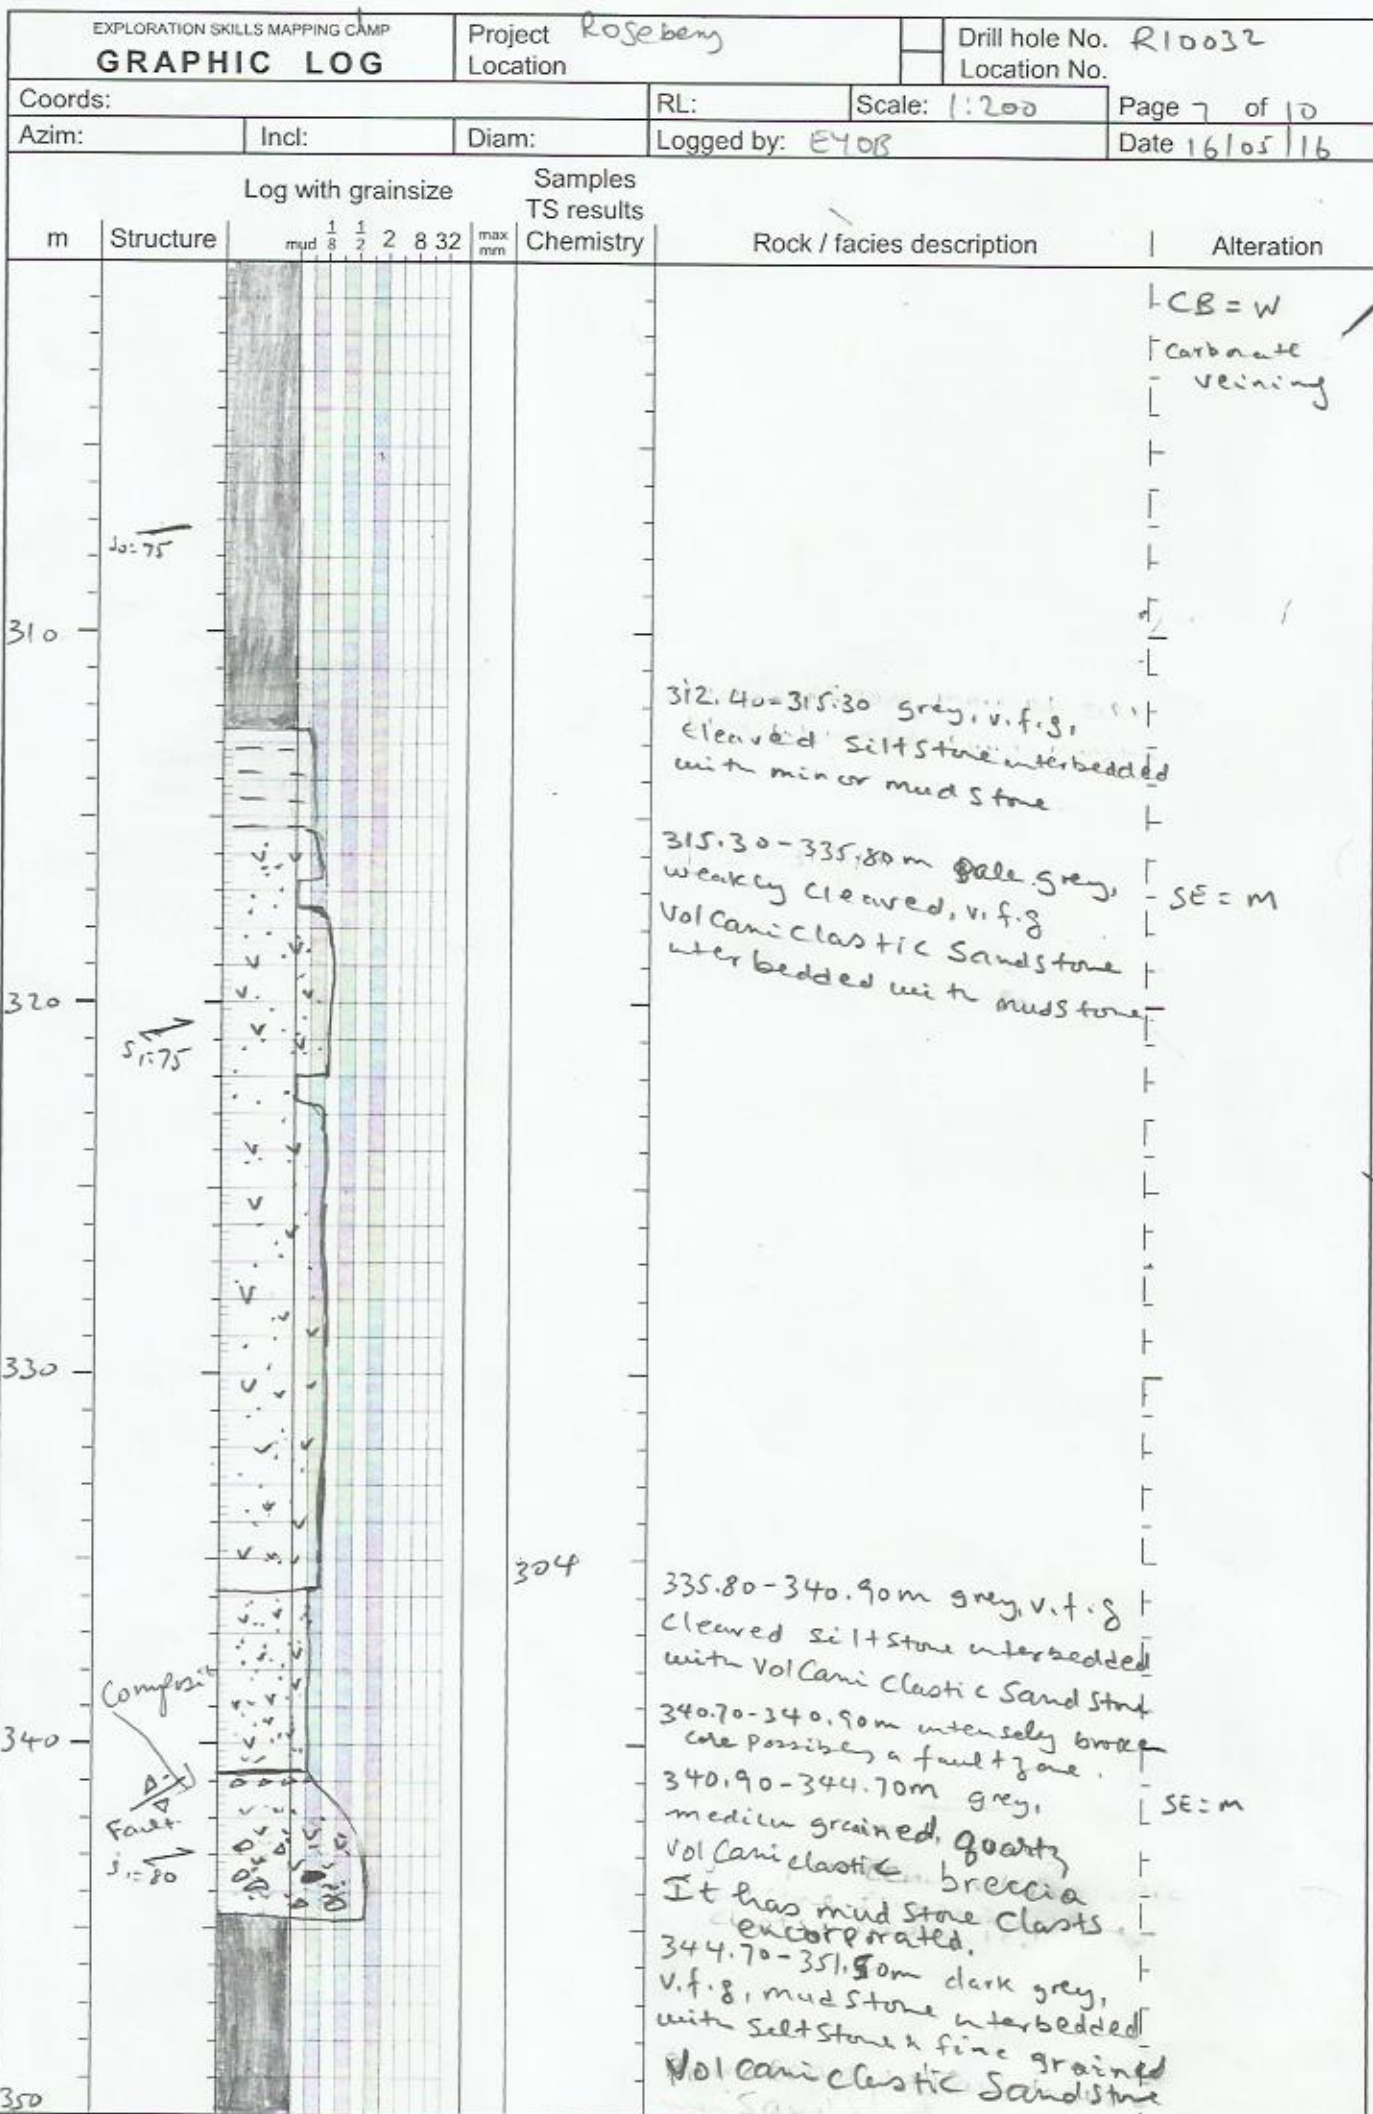 EXPLORATION SKILLS MAPPING CAMP
GRAPHIC LOG
Project Rosebery
Location
Drill hole No. R10032
Location No.
Coords:
RL:
Scale: 1:200
Page 7 of 10
Azim:
Incl:
Diam:
Logged by: EYOB
Date 16/05/16
Log with grainsize
Samples
TS results
m
Structure
mud 1/8 1/2 2 8 32
max mm
Chemistry
Rock / facies description
Alteration
CB = W
Carbonate
veining
=75
310
312.40-315.30 grey, v.f.g,
cleaved siltstone interbedded
with minor mudstone
315.30-335.80m pale grey,
weakly cleaved, v.f.g
volcaniclastic sandstone
interbedded with mudstone
SE = M
320
S1=75
330
304
335.80-340.90m grey, v.f.g
cleaved siltstone interbedded
with volcaniclastic sandston
340.70-340.90m intensely broken
core possibly a fault zone.
Composit
340
Fault
S1=80
340.90-344.70m grey,
medium grained, quartz
volcaniclastic breccia
It has mudstone clasts
encorporated.
SE = M
344.70-351.50m dark grey,
v.f.g, mudstone interbedded
with siltstone & fine grained
volcaniclastic sandstone
350